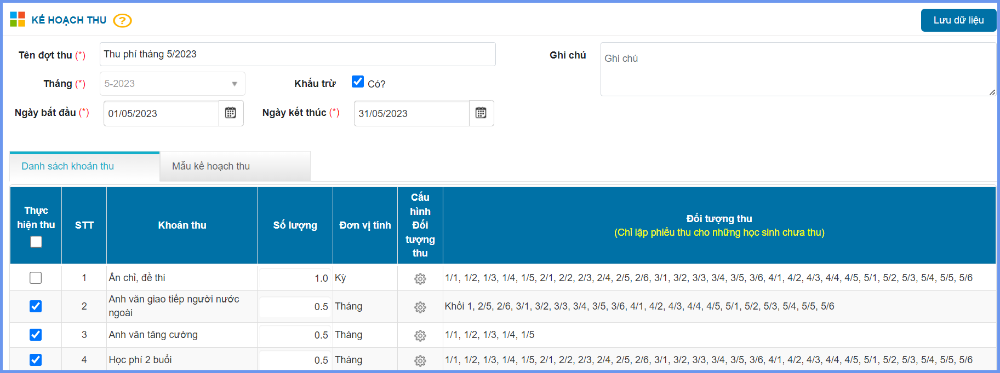 KẾ HOẠCH THU ?
Lưu dữ liệu
Tên đợt thu (*) Thu phí tháng 5/2023
Ghi chú Ghi chú
Tháng (*) 5-2023 Khấu trừ Có?
Ngày bắt đầu (*) 01/05/2023 Ngày kết thúc (*) 31/05/2023
Danh sách khoản thu Mẫu kế hoạch thu
Thực
hiện thu
STT
Khoản thu
Số lượng
Đơn vị tính
Cấu
hình
Đối
tượng
thu
Đối tượng thu
(Chỉ lập phiếu thu cho những học sinh chưa thu)
1 Ấn chỉ, đề thi 1.0 Kỳ 1/1, 1/2, 1/3, 1/4, 1/5, 2/1, 2/2, 2/3, 2/4, 2/5, 2/6, 3/1, 3/2, 3/3, 3/4, 3/5, 3/6, 4/1, 4/2, 4/3, 4/4, 4/5, 5/1, 5/2, 5/3, 5/4, 5/5, 5/6
2 Anh văn giao tiếp người nước
ngoài 0.5 Tháng Khối 1, 2/5, 2/6, 3/1, 3/2, 3/3, 3/4, 3/5, 3/6, 4/1, 4/2, 4/3, 4/4, 4/5, 5/1, 5/2, 5/3, 5/4, 5/5, 5/6
3 Anh văn tăng cường 0.5 Tháng 1/1, 1/2, 1/3, 1/4, 1/5
4 Học phí 2 buổi 0.5 Tháng 1/1, 1/2, 1/3, 1/4, 1/5, 2/1, 2/2, 2/3, 2/4, 2/5, 2/6, 3/1, 3/2, 3/3, 3/4, 3/5, 3/6, 4/1, 4/2, 4/3, 4/4, 4/5, 5/1, 5/2, 5/3, 5/4, 5/5, 5/6